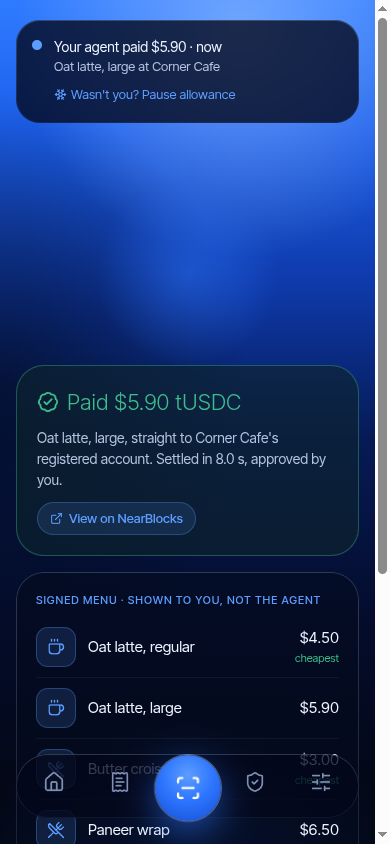 Your agent paid $5.90 · now
Oat latte, large at Corner Cafe
Wasn't you? Pause allowance
Paid $5.90 tUSDC
Oat latte, large, straight to Corner Cafe's
registered account. Settled in 8.0 s, approved by
you.
View on NearBlocks
SIGNED MENU · SHOWN TO YOU, NOT THE AGENT
Oat latte, regular
$4.50
cheapest
Oat latte, large
$5.90
Butter
$3.00
Paneer wrap
$6.50